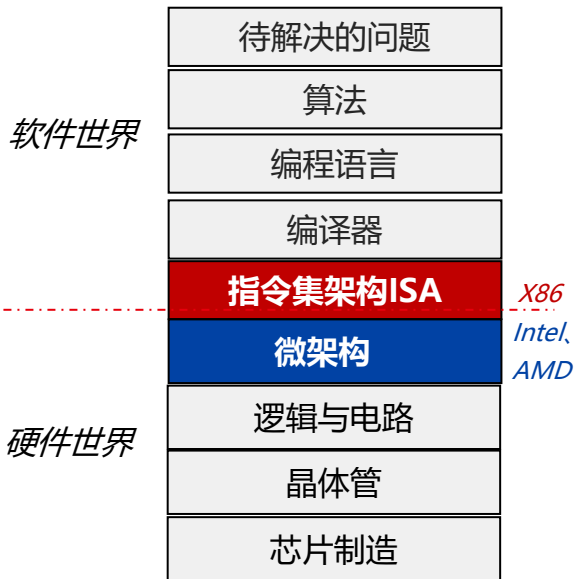 待解决的问题
算法
软件世界
编程语言
编译器
指令集架构ISA
X86
微架构
Intel、
AMD
逻辑与电路
硬件世界
晶体管
芯片制造